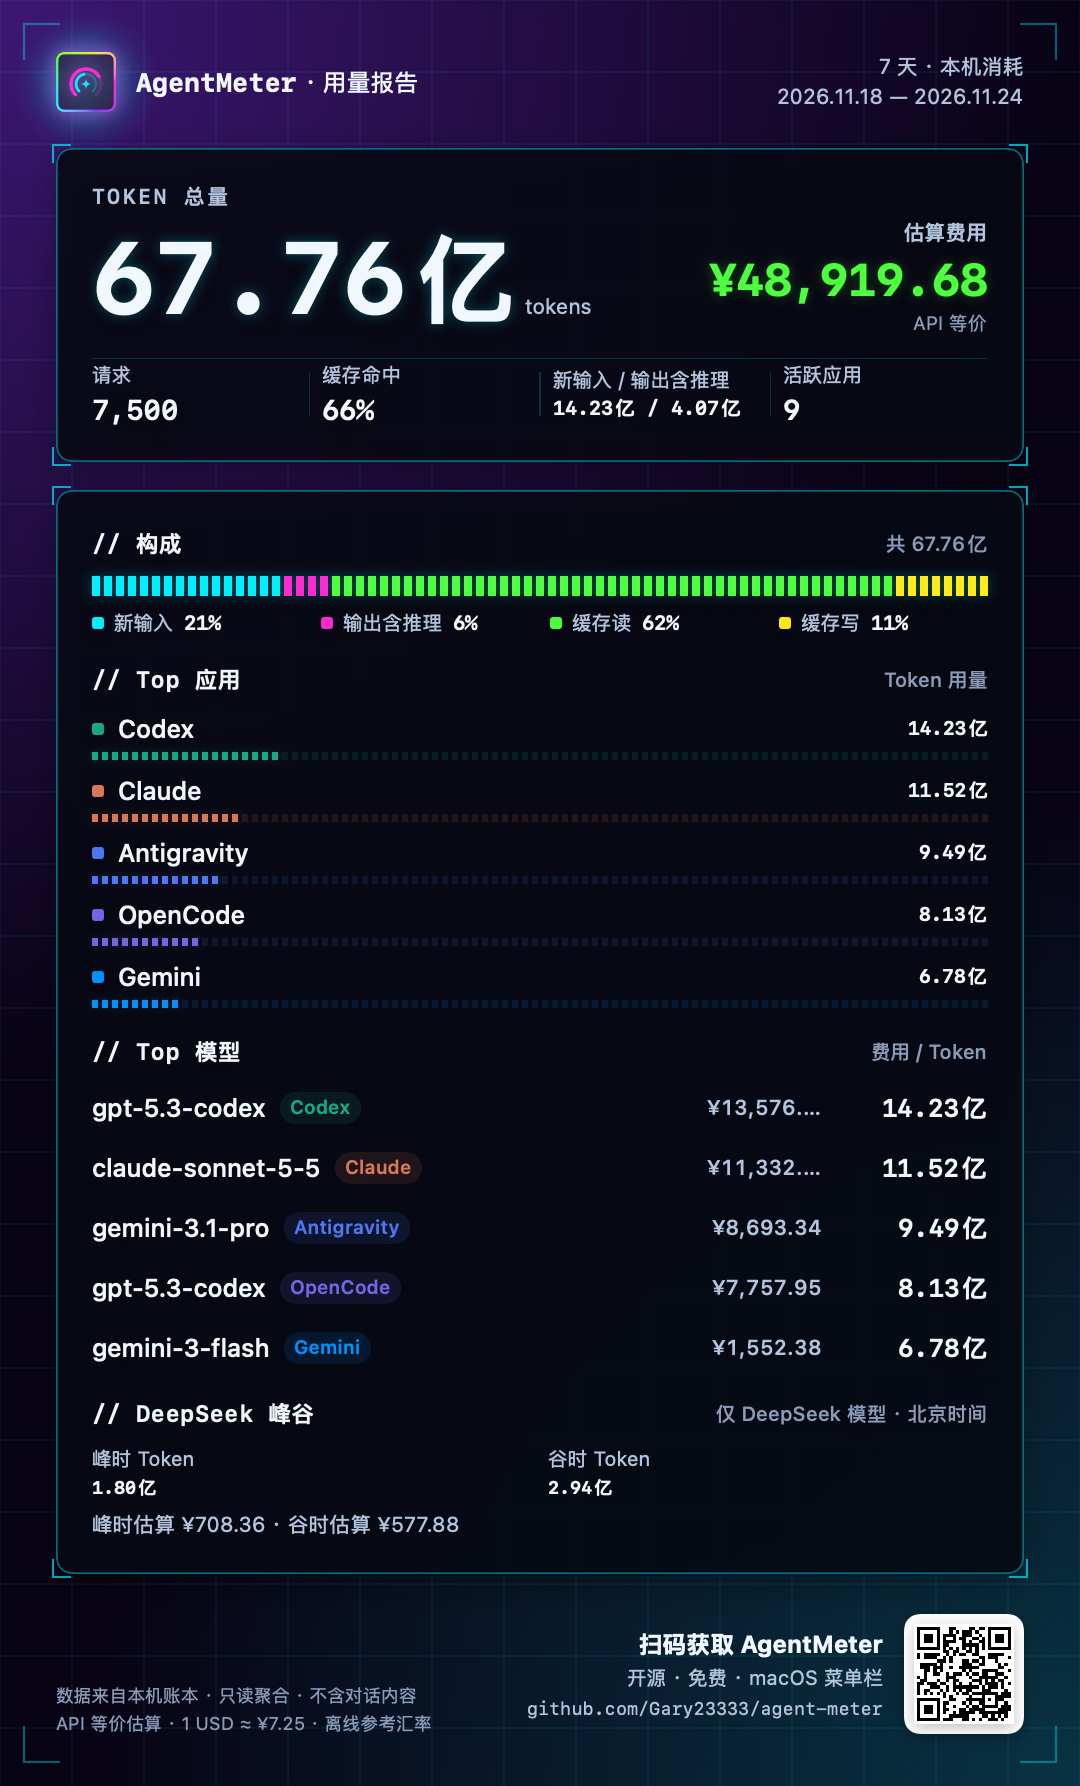 AgentMeter · 用量报告
7 天 · 本机消耗
2026.11.18 — 2026.11.24
TOKEN 总量
67.76亿 tokens
估算费用
¥48,919.68
API 等价
请求
7,500
缓存命中
66%
新输入 / 输出含推理
14.23亿 / 4.07亿
活跃应用
9
// 构成
共 67.76亿
新输入 21%
输出含推理 6%
缓存读 62%
缓存写 11%
// Top 应用
Token 用量
Codex
14.23亿
Claude
11.52亿
Antigravity
9.49亿
OpenCode
8.13亿
Gemini
6.78亿
// Top 模型
费用 / Token
gpt-5.3-codex Codex ¥13,576.... 14.23亿
claude-sonnet-5-5 Claude ¥11,332.... 11.52亿
gemini-3.1-pro Antigravity ¥8,693.34 9.49亿
gpt-5.3-codex OpenCode ¥7,757.95 8.13亿
gemini-3-flash Gemini ¥1,552.38 6.78亿
// DeepSeek 峰谷
仅 DeepSeek 模型 · 北京时间
峰时 Token
1.80亿
谷时 Token
2.94亿
峰时估算 ¥708.36 · 谷时估算 ¥577.88
扫码获取 AgentMeter
开源 · 免费 · macOS 菜单栏
github.com/Gary23333/agent-meter
数据来自本机账本 · 只读聚合 · 不含对话内容
API 等价估算 · 1 USD ≈ ¥7.25 · 离线参考汇率